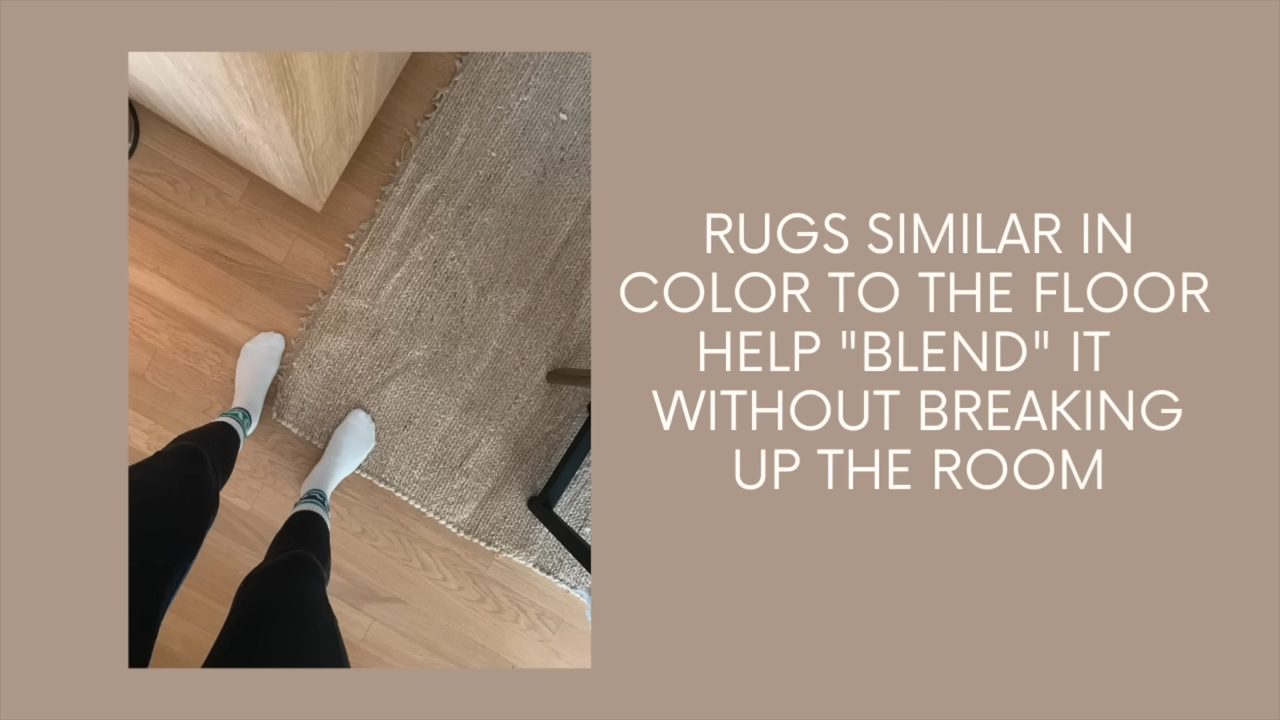 RUGS SIMILAR IN
COLOR TO THE FLOOR
HELP "BLEND" IT
WITHOUT BREAKING
UP THE ROOM